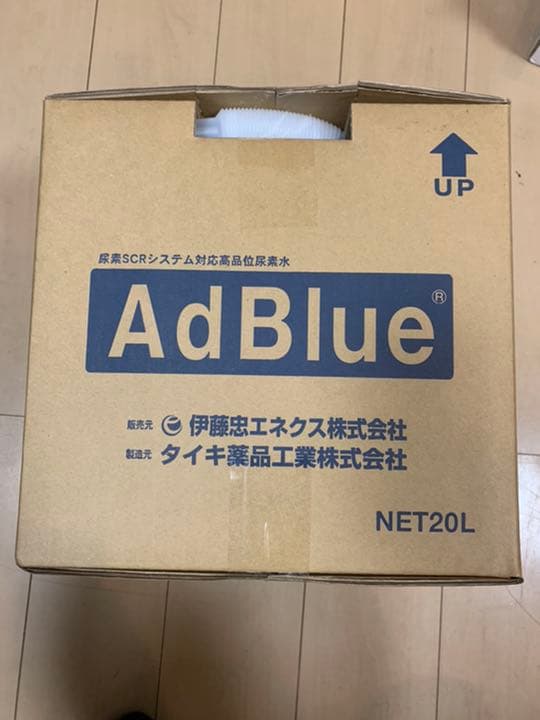 UP
尿素SCRシステム対応高品位尿素水
AdBlue®
販売元 伊藤忠エネクス株式会社
製造元 タイキ薬品工業株式会社
NET20L